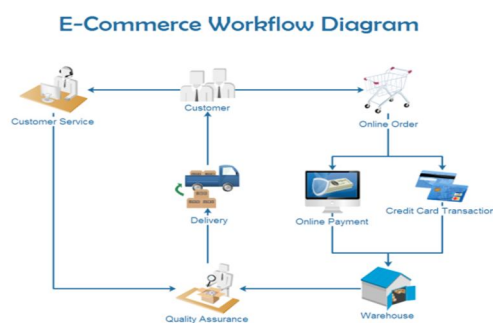 E-Commerce Workflow Diagram
Customer Service
Customer
Online Order
Delivery
Online Payment
Credit Card Transaction
Quality Assurance
Warehouse